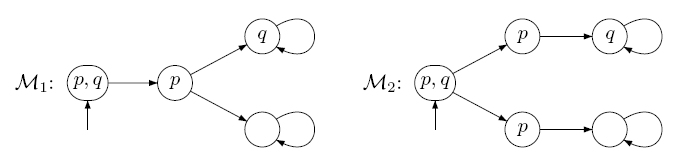 q p q
M₁: p, q p M₂: p, q
p